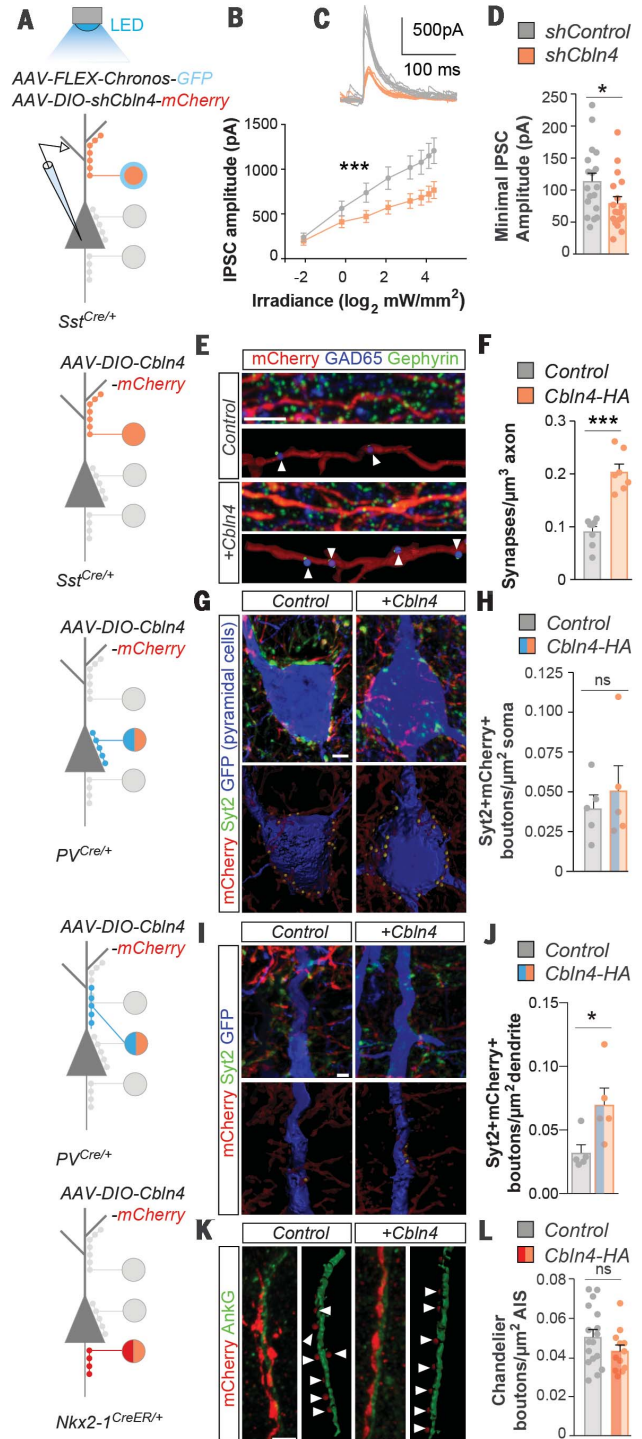 A
LED
AAV-FLEX-Chronos-GFP
AAV-DIO-shCbln4-mCherry
Sst^Cre/+
B
IPSC amplitude (pA)
1500
1000
500
0
-2
0
2
4
6
Irradiance (log₂ mW/mm²)
***
C
500pA
100 ms
D
shControl
shCbln4
*
Minimal IPSC
Amplitude (pA)
250
200
150
100
50
0
AAV-DIO-Cbln4
-mCherry
Sst^Cre/+
E
mCherry GAD65 Gephyrin
Control
+Cbln4
F
Control
Cbln4-HA
***
Synapses/µm³ axon
0.3
0.2
0.1
0
AAV-DIO-Cbln4
-mCherry
PV^Cre/+
G
Control
+Cbln4
mCherry Syt2 GFP (pyramidal cells)
mCherry Syt2 GFP
H
Control
Cbln4-HA
ns
Syt2+mCherry+
boutons/µm² soma
0.125
0.100
0.075
0.050
0.025
0
AAV-DIO-Cbln4
-mCherry
PV^Cre/+
I
Control
+Cbln4
mCherry Syt2 GFP
J
Control
Cbln4-HA
*
Syt2+mCherry+
boutons/µm² dendrite
0.15
0.10
0.05
0.00
AAV-DIO-Cbln4
-mCherry
Nkx2-1^CreER/+
K
Control
+Cbln4
mCherry AnkG
L
Control
Cbln4-HA
ns
Chandelier
boutons/µm² AIS
0.08
0.06
0.04
0.02
0